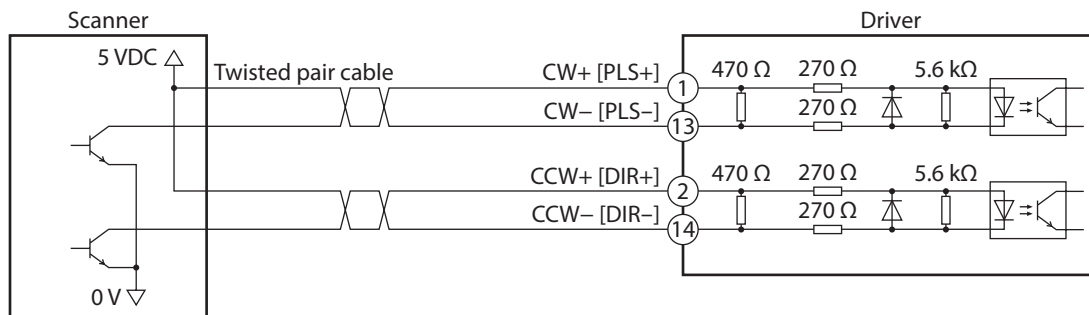 Scanner
Driver
5 VDC
Twisted pair cable
CW+ [PLS+]
1
470 Ω
270 Ω
5.6 kΩ
CW– [PLS–]
13
270 Ω
CCW+ [DIR+]
2
470 Ω
270 Ω
5.6 kΩ
CCW– [DIR–]
14
270 Ω
0 V